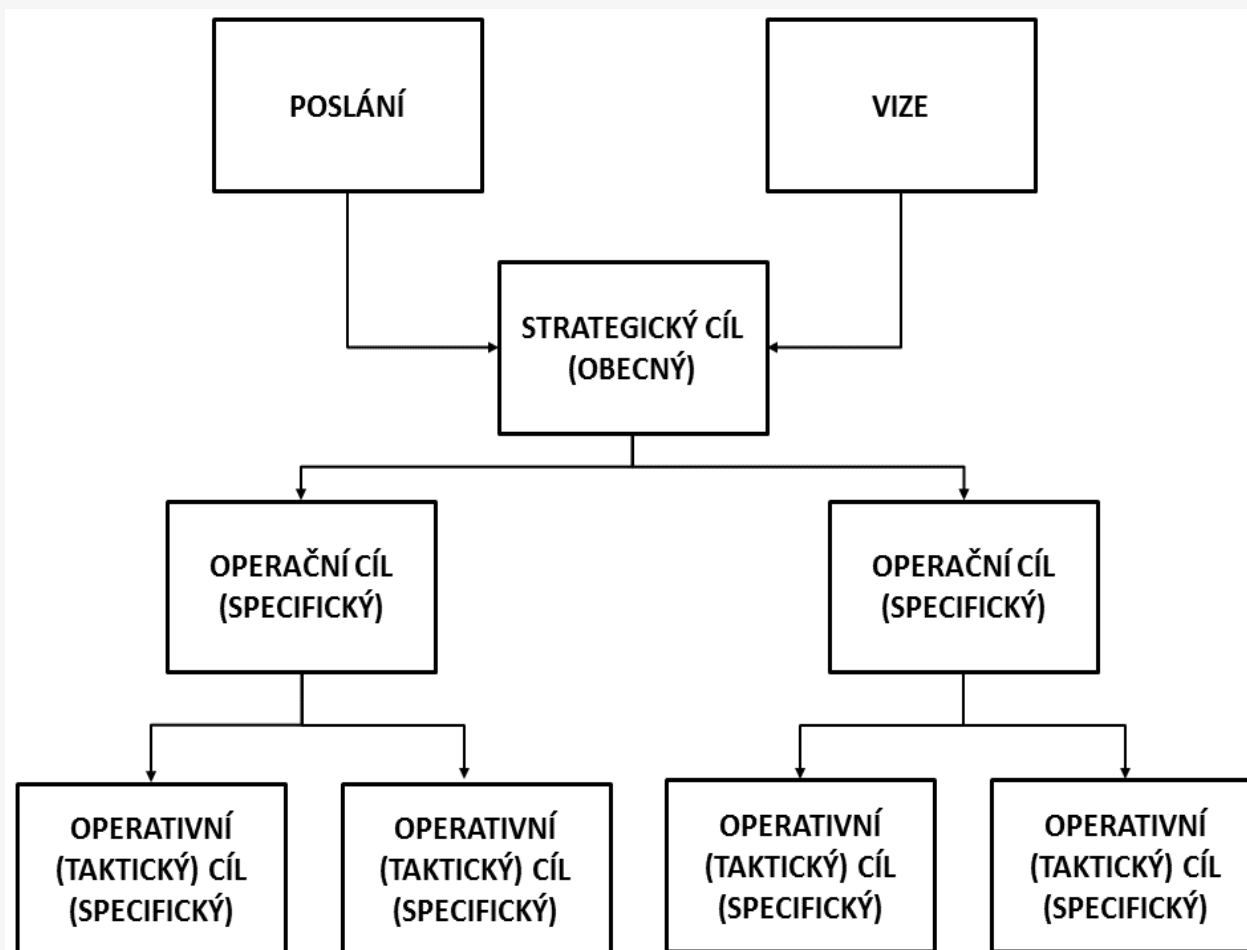 POSLÁNÍ
VIZE
STRATEGICKÝ CÍL
(OBECNÝ)
OPERAČNÍ CÍL
(SPECIFICKÝ)
OPERAČNÍ CÍL
(SPECIFICKÝ)
OPERATIVNÍ
(TAKTICKÝ) CÍL
(SPECIFICKÝ)
OPERATIVNÍ
(TAKTICKÝ) CÍL
(SPECIFICKÝ)
OPERATIVNÍ
(TAKTICKÝ) CÍL
(SPECIFICKÝ)
OPERATIVNÍ
(TAKTICKÝ) CÍL
(SPECIFICKÝ)